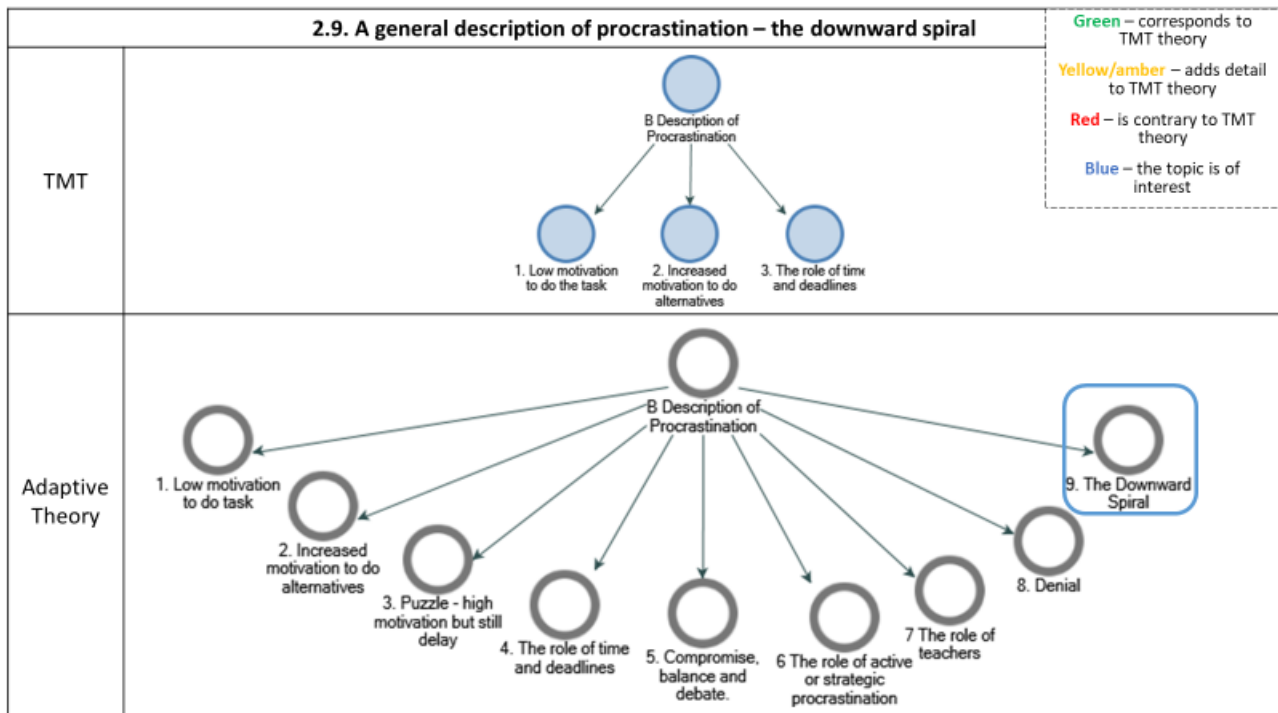 2.9. A general description of procrastination – the downward spiral
Green – corresponds to
TMT theory
Yellow/amber – adds detail
to TMT theory
Red – is contrary to TMT
theory
Blue – the topic is of
interest
TMT
B Description of
Procrastination
1. Low motivation
to do the task
2. Increased
motivation to do
alternatives
3. The role of time
and deadlines
Adaptive
Theory
B Description of
Procrastination
1. Low motivation
to do task
2. Increased
motivation to do
alternatives
3. Puzzle - high
motivation but still
delay
4. The role of time
and deadlines
5. Compromise,
balance and
debate.
6 The role of active
or strategic
procrastination
7 The role of
teachers
8. Denial
9. The Downward
Spiral